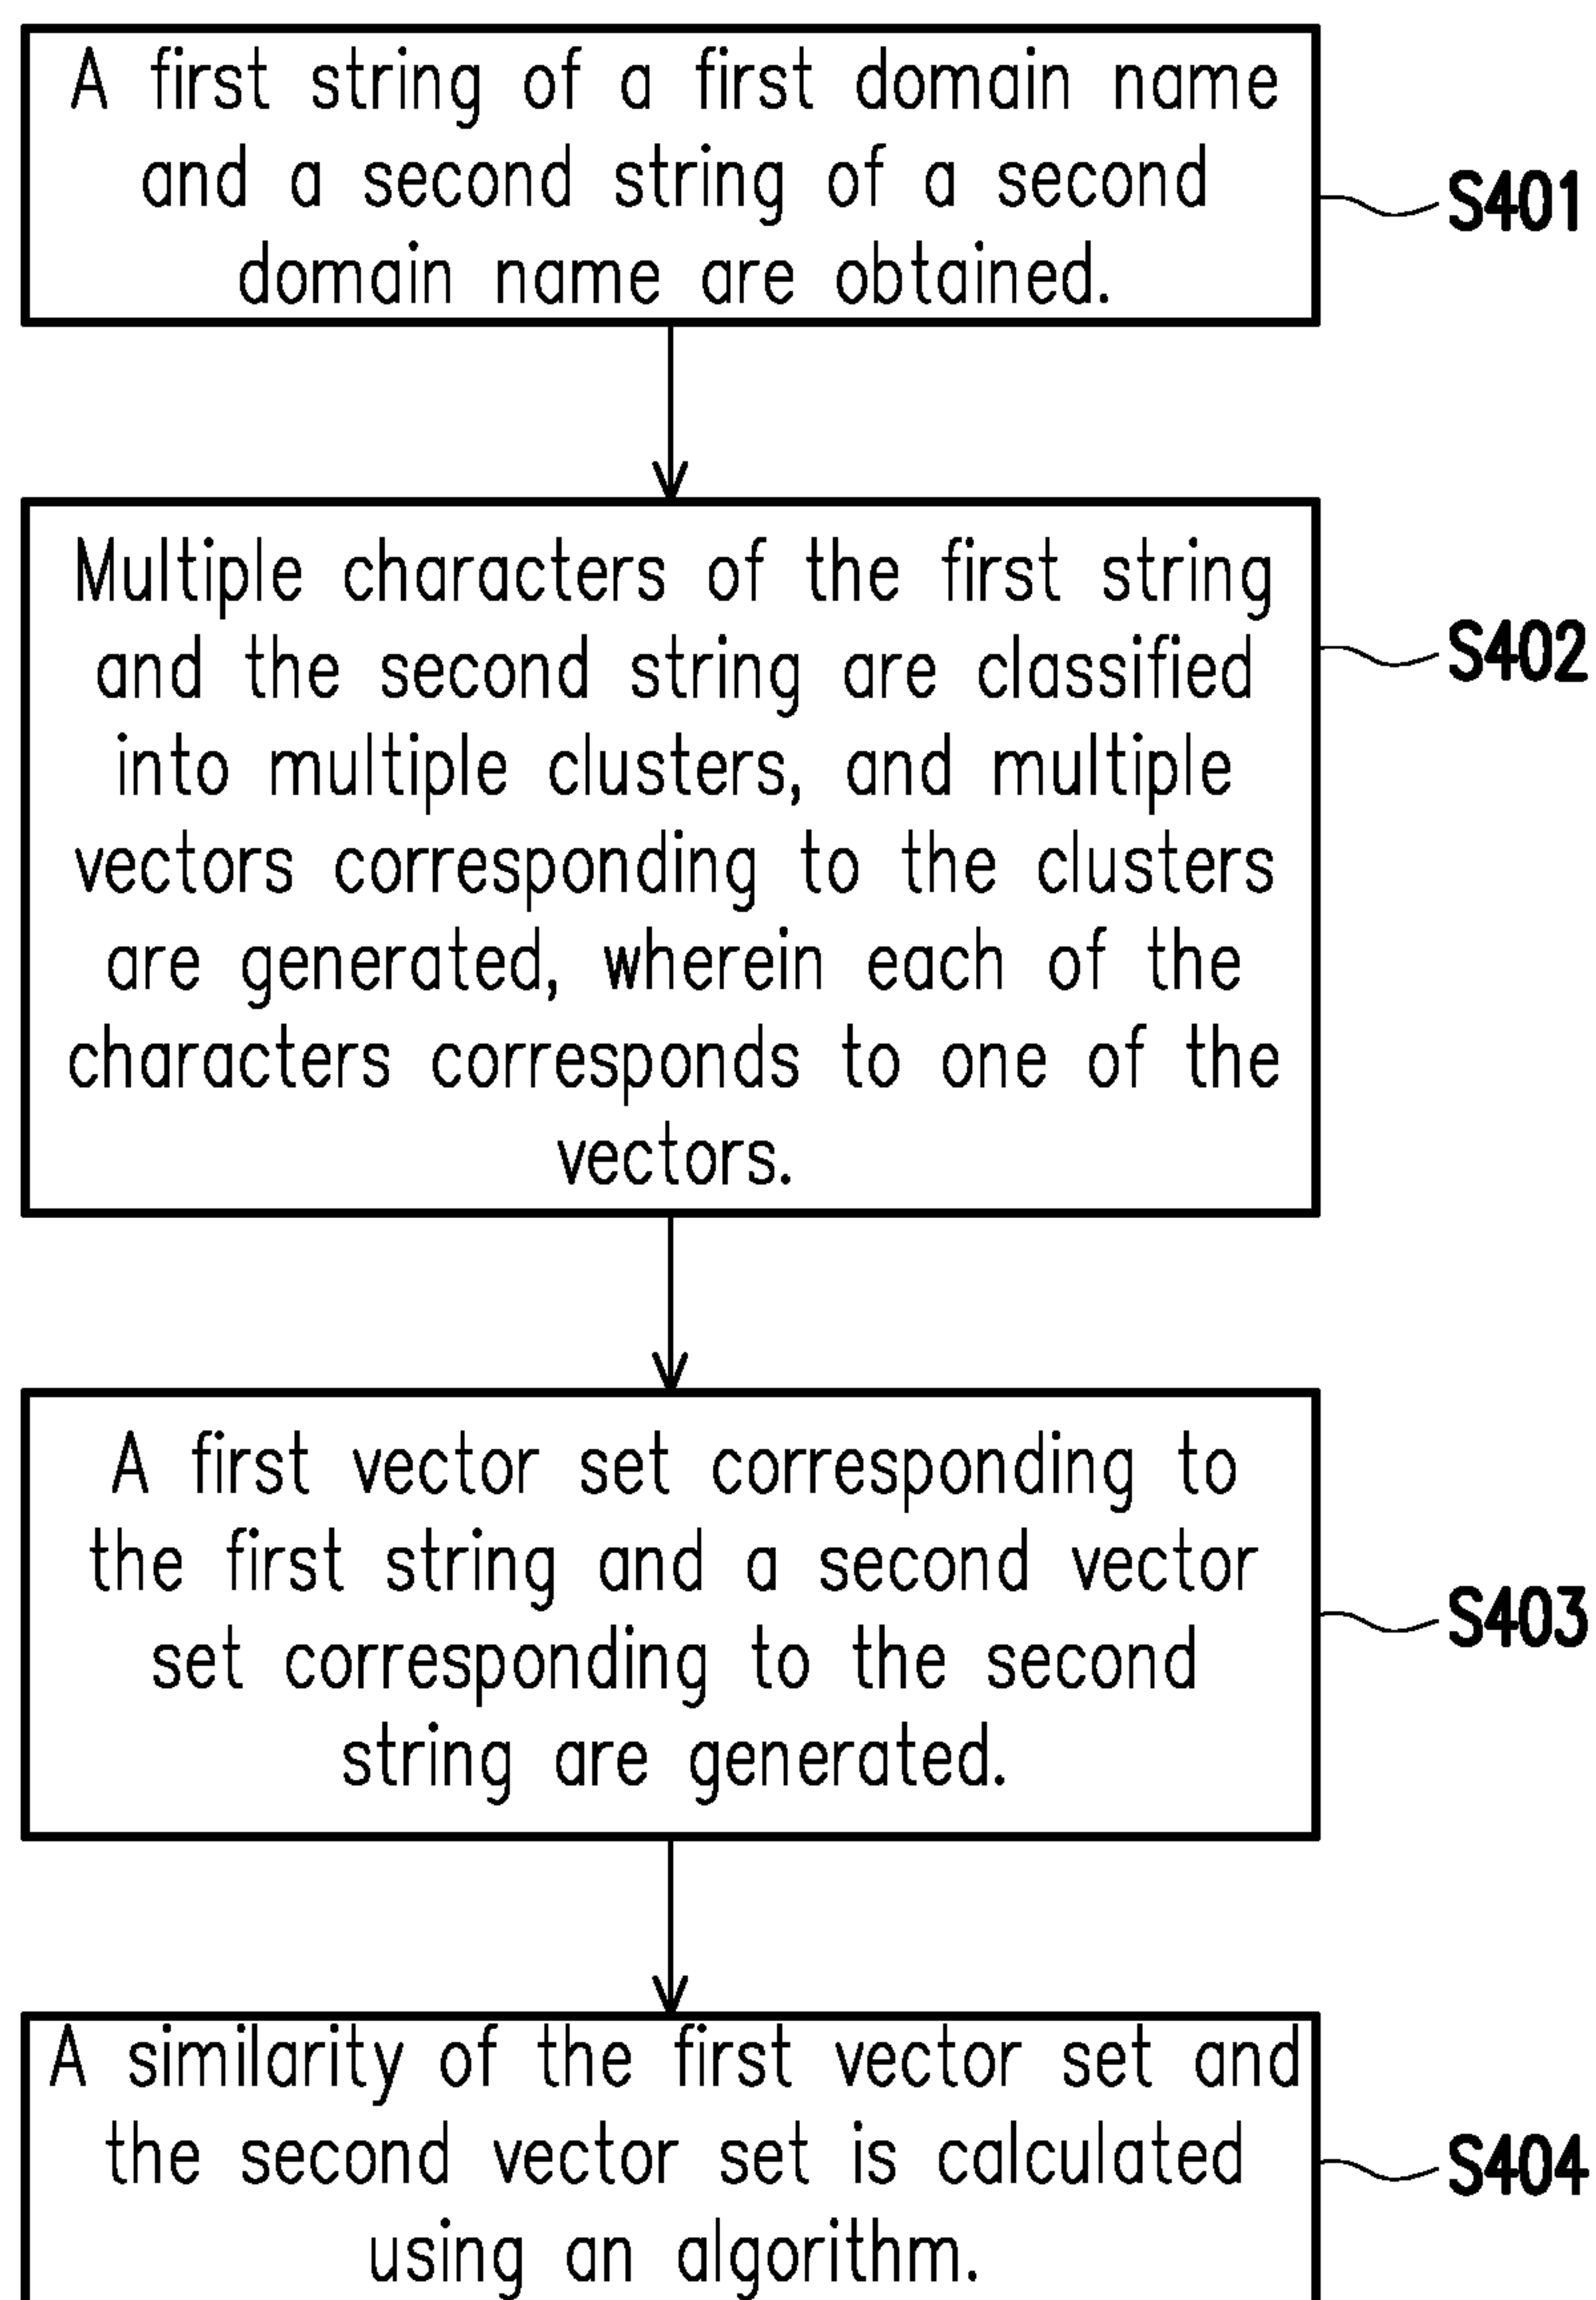 A first string of a first domain name
and a second string of a second
domain name are obtained.
S401
Multiple characters of the first string
and the second string are classified
into multiple clusters, and multiple
vectors corresponding to the clusters
are generated, wherein each of the
characters corresponds to one of the
vectors.
S402
A first vector set corresponding to
the first string and a second vector
set corresponding to the second
string are generated.
S403
A similarity of the first vector set and
the second vector set is calculated
using an algorithm.
S404